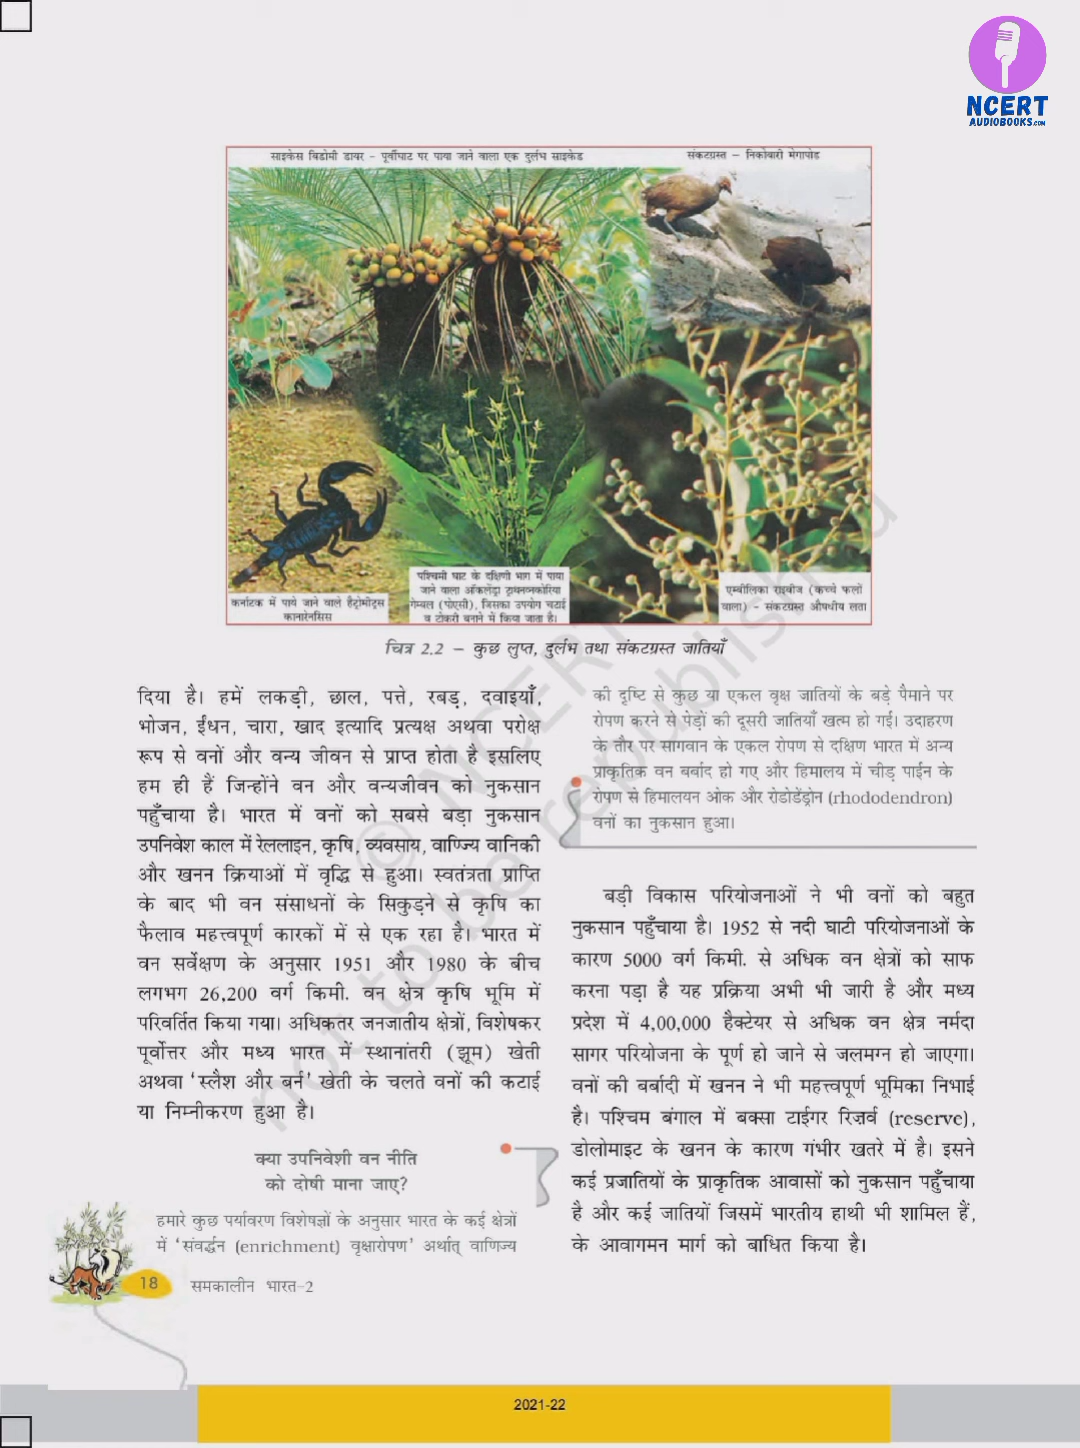 NCERT
AUDIOBOOKS.COM
साइकेस बिडोमी डायर – पूर्वीघाट पर पाया जाने वाला एक दुर्लभ साइकेड
संकटग्रस्त – निकोबारी मेगापोड
कर्नाटक में पाये जाने वाले हैट्रोमीट्रस
कानारेनसिस
पश्चिमी घाट के दक्षिणी भाग में पाया
जाने वाला ऑकलेंड्रा ट्रायनव्नकोरिया
गेम्बल (पोएसी), जिसका उपयोग चटाई
व टोकरी बनाने में किया जाता है।
एम्बीलिका राइबीज (कच्चे फलों
वाला) – संकटग्रस्त औषधीय लता
चित्र 2.2 – कुछ लुप्त, दुर्लभ तथा संकटग्रस्त जातियाँ
दिया है। हमें लकड़ी, छाल, पत्ते, रबड़, दवाइयाँ,
भोजन, ईंधन, चारा, खाद इत्यादि प्रत्यक्ष अथवा परोक्ष
रूप से वनों और वन्य जीवन से प्राप्त होता है इसलिए
हम ही हैं जिन्होंने वन और वन्यजीवन को नुकसान
पहुँचाया है। भारत में वनों को सबसे बड़ा नुकसान
उपनिवेश काल में रेललाइन, कृषि, व्यवसाय, वाण्ज्यि वानिकी
और खनन क्रियाओं में वृद्धि से हुआ। स्वतंत्रता प्राप्ति
के बाद भी वन संसाधनों के सिकुड़ने से कृषि का
फैलाव महत्त्वपूर्ण कारकों में से एक रहा है। भारत में
वन सर्वेक्षण के अनुसार 1951 और 1980 के बीच
लगभग 26,200 वर्ग किमी. वन क्षेत्र कृषि भूमि में
परिवर्तित किया गया। अधिकतर जनजातीय क्षेत्रों, विशेषकर
पूर्वोत्तर और मध्य भारत में स्थानांतरी (झूम) खेती
अथवा ‘स्लैश और बर्न’ खेती के चलते वनों की कटाई
या निम्नीकरण हुआ है।
क्या उपनिवेशी वन नीति
को दोषी माना जाए?
हमारे कुछ पर्यावरण विशेषज्ञों के अनुसार भारत के कई क्षेत्रों
में ‘संवर्द्धन (enrichment) वृक्षारोपण’ अर्थात् वाणिज्य
की दृष्टि से कुछ या एकल वृक्ष जातियों के बड़े पैमाने पर
रोपण करने से पेड़ों की दूसरी जातियाँ खत्म हो गई। उदाहरण
के तौर पर सागवान के एकल रोपण से दक्षिण भारत में अन्य
प्राकृतिक वन बर्बाद हो गए और हिमालय में चीड़ पाईन के
रोपण से हिमालयन ओक और रोडोडेंड्रोन (rhododendron)
वनों का नुकसान हुआ।
बड़ी विकास परियोजनाओं ने भी वनों को बहुत
नुकसान पहुँचाया है। 1952 से नदी घाटी परियोजनाओं के
कारण 5000 वर्ग किमी. से अधिक वन क्षेत्रों को साफ
करना पड़ा है यह प्रक्रिया अभी भी जारी है और मध्य
प्रदेश में 4,00,000 हैक्टेयर से अधिक वन क्षेत्र नर्मदा
सागर परियोजना के पूर्ण हो जाने से जलमग्न हो जाएगा।
वनों की बर्बादी में खनन ने भी महत्त्वपूर्ण भूमिका निभाई
है। पश्चिम बंगाल में बक्सा टाईगर रिज़र्व (reserve),
डोलोमाइट के खनन के कारण गंभीर खतरे में है। इसने
कई प्रजातियों के प्राकृतिक आवासों को नुकसान पहुँचाया
है और कई जातियों जिसमें भारतीय हाथी भी शामिल हैं,
के आवागमन मार्ग को बाधित किया है।
© NCERT
not to be republished
18 समकालीन भारत–2
2021-22